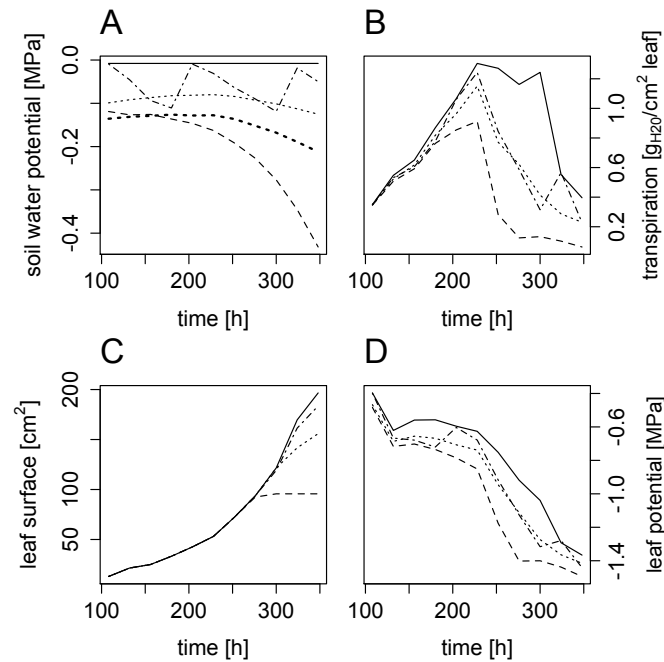 A
B
soil water potential [MPa]
0.0
-0.2
-0.4
100
200
300
time [h]
1.0
0.6
0.2
transpiration [gH20/cm² leaf]
100
200
300
time [h]
C
D
leaf surface [cm²]
200
100
50
100
200
300
time [h]
-0.6
-1.0
-1.4
leaf potential [MPa]
100
200
300
time [h]